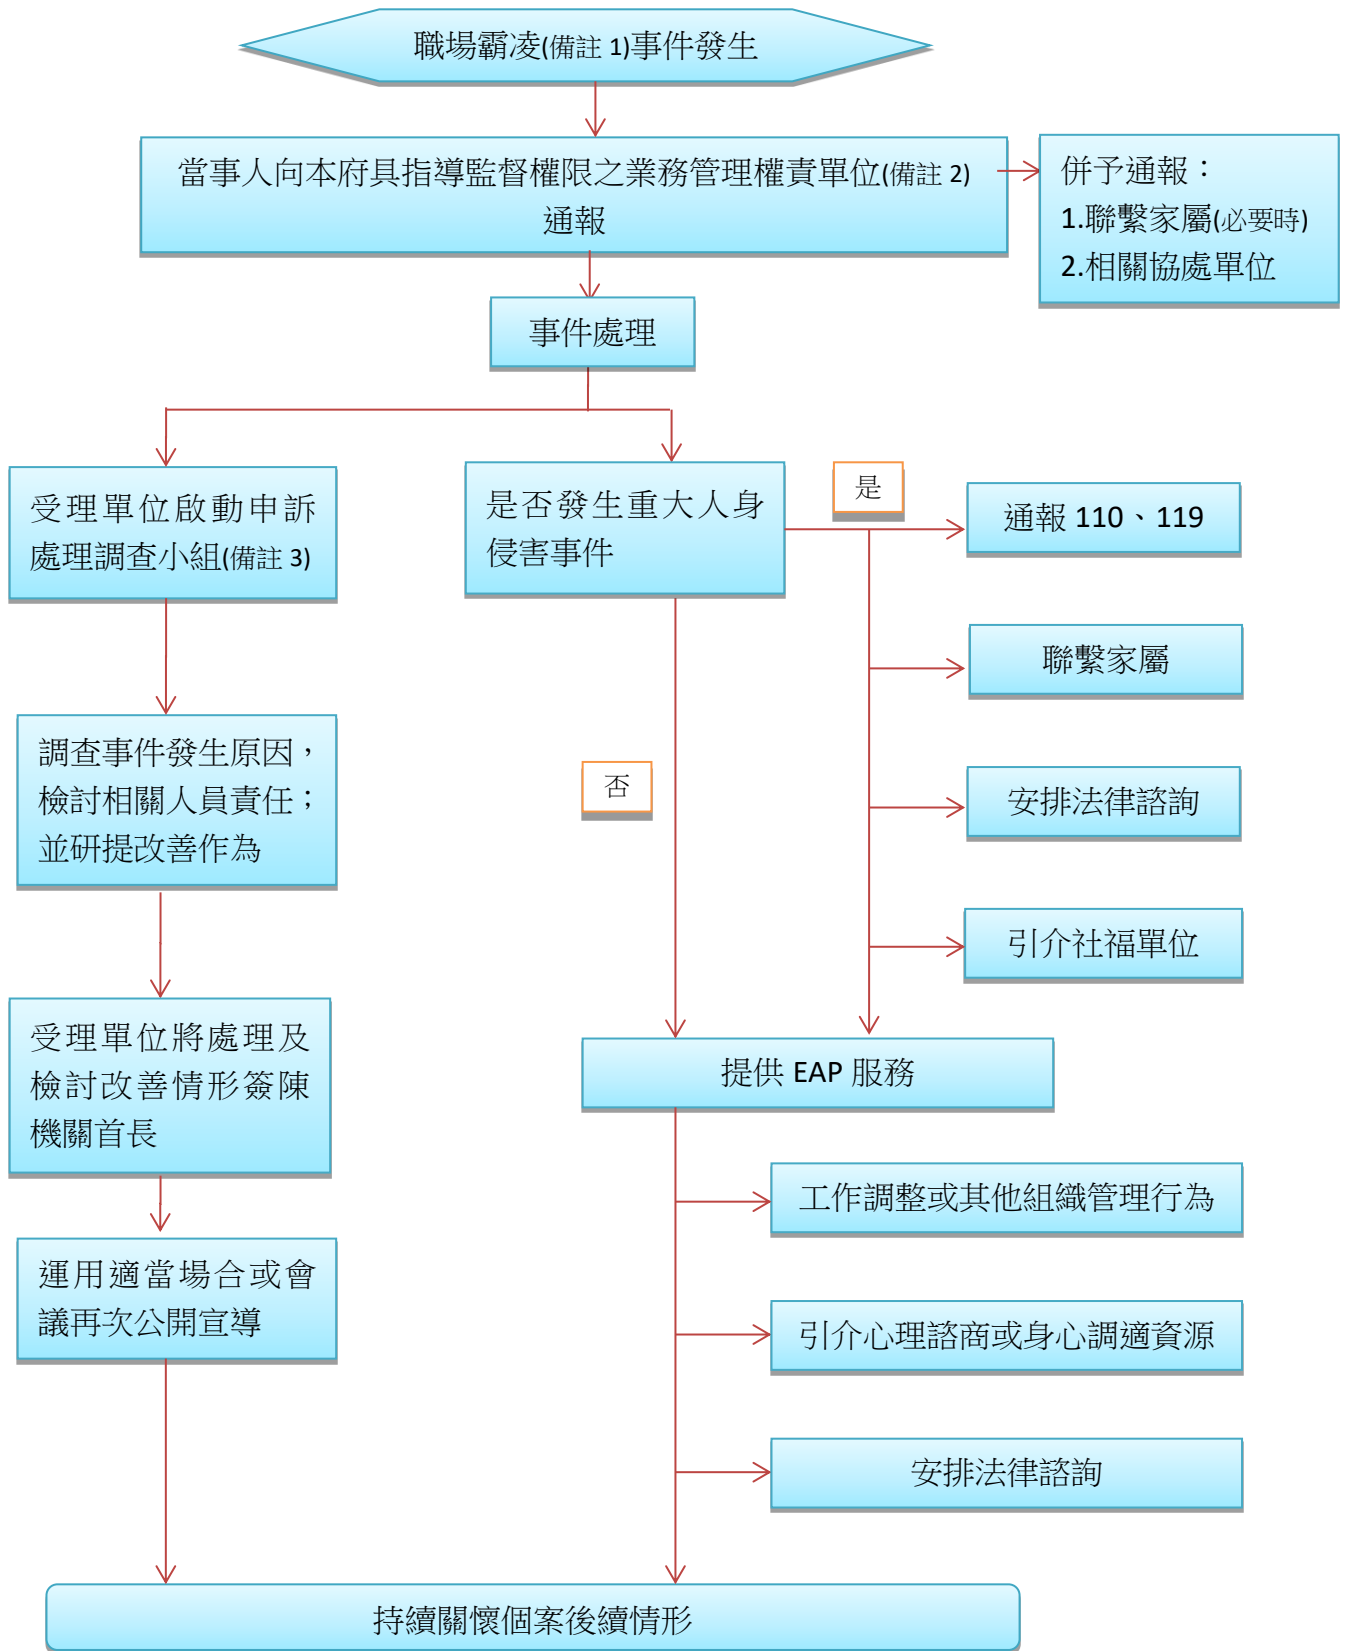 職場霸凌(備註 1)事件發生
當事人向本府具指導監督權限之業務管理權責單位(備註 2)
通報
併予通報：
1.聯繫家屬(必要時)
2.相關協處單位
事件處理
受理單位啟動申訴
處理調查小組(備註 3)
是否發生重大人身
侵害事件
是
通報 110、119
聯繫家屬
調查事件發生原因，
檢討相關人員責任；
並研提改善作為
否
安排法律諮詢
引介社福單位
受理單位將處理及
檢討改善情形簽陳
機關首長
提供 EAP 服務
工作調整或其他組織管理行為
運用適當場合或會
議再次公開宣導
引介心理諮商或身心調適資源
安排法律諮詢
持續關懷個案後續情形